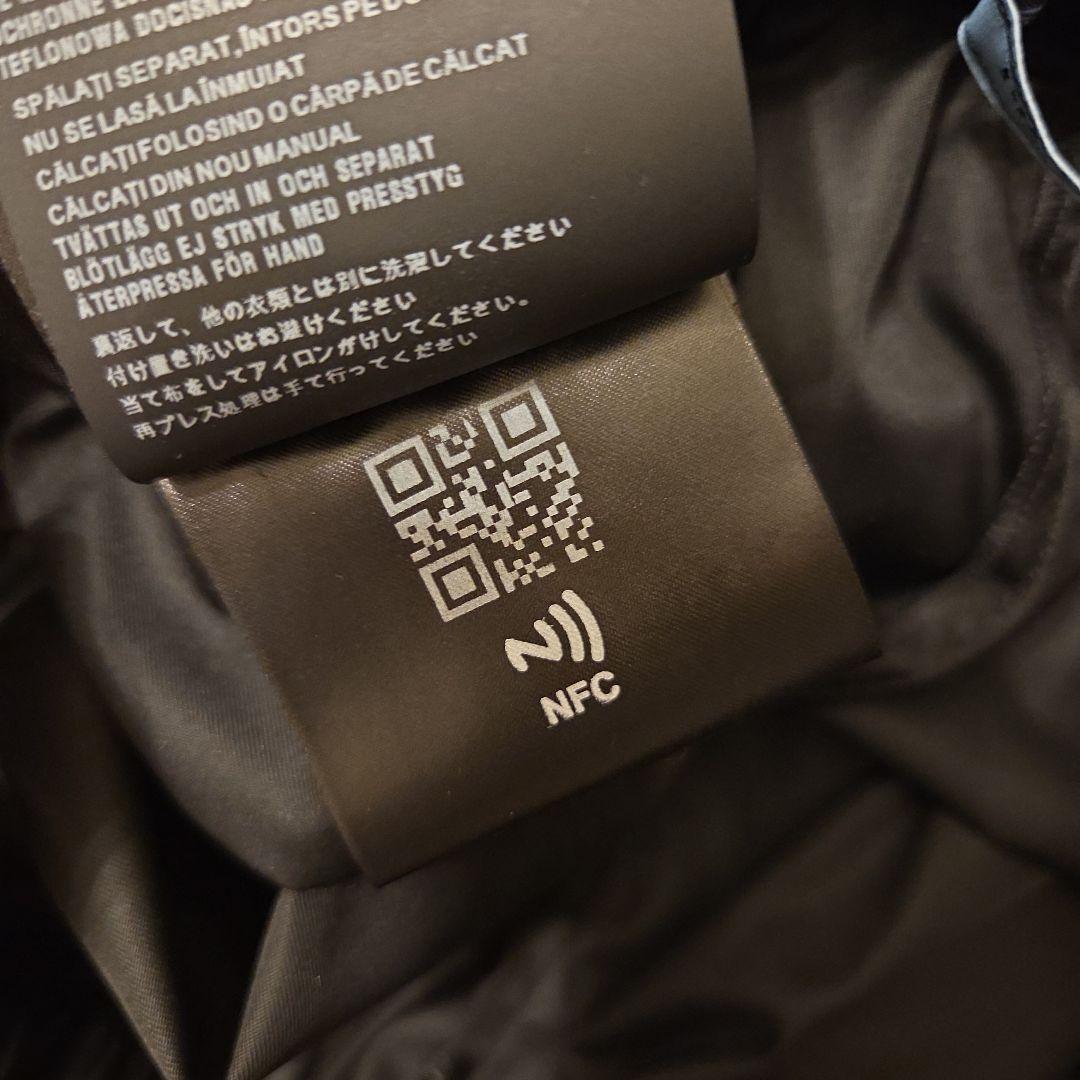 TEFLONOWA DOCISNĄĆ
SPĂLAȚI SEPARAT, ÎNTORS PE
NU SE LASĂ LA ÎNMUIAT
CĂLCAȚI FOLOSIND O CÂRPĂ DE CĂLCAT
CĂLCAȚI DIN NOU MANUAL
TVÄTTAS UT OCH IN OCH SEPARAT
BLÖTLÄGG EJ STRYK MED PRESSTYG
ÅTERPRESSA FÖR HAND
裏返して、他の衣類とは別に洗濯してください
付け置き洗いはお避けください
当て布をしてアイロンがけしてください。
再プレス処理は手て行ってください
NFC